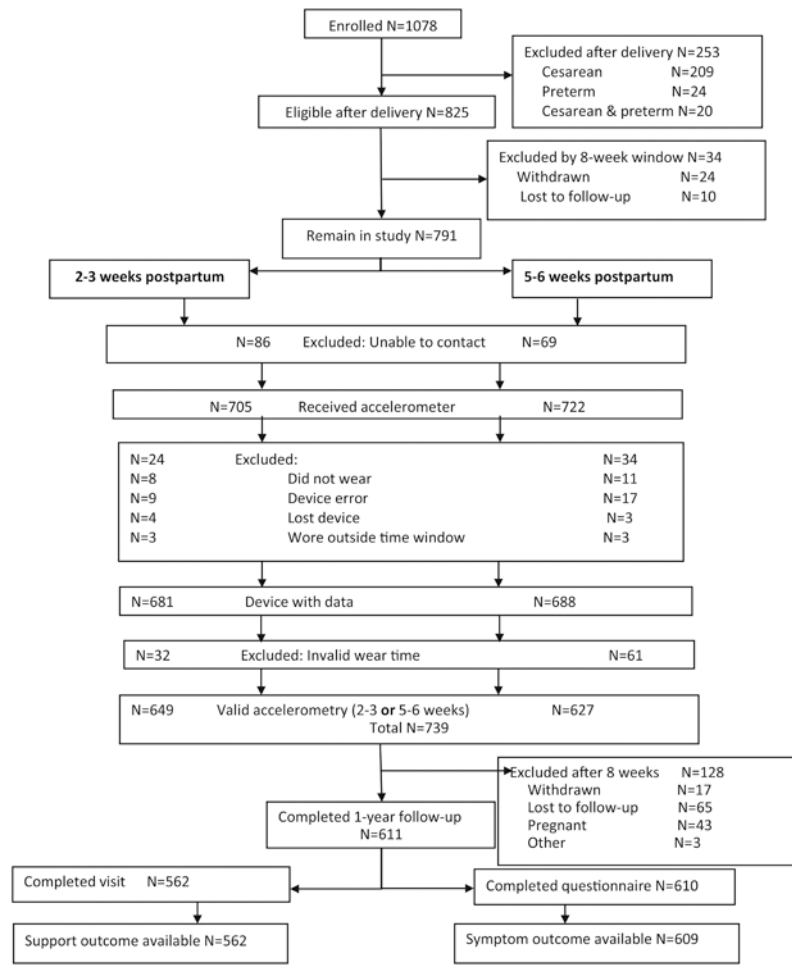 Enrolled N=1078
Excluded after delivery N=253
Cesarean N=209
Preterm N=24
Cesarean & preterm N=20
Eligible after delivery N=825
Excluded by 8-week window N=34
Withdrawn N=24
Lost to follow-up N=10
Remain in study N=791
2-3 weeks postpartum 5-6 weeks postpartum
N=86 Excluded: Unable to contact N=69
N=705 Received accelerometer N=722
N=24 Excluded: N=34
N=8 Did not wear N=11
N=9 Device error N=17
N=4 Lost device N=3
N=3 Wore outside time window N=3
N=681 Device with data N=688
N=32 Excluded: Invalid wear time N=61
N=649 Valid accelerometry (2-3 or 5-6 weeks) N=627
Total N=739
Excluded after 8 weeks N=128
Withdrawn N=17
Lost to follow-up N=65
Pregnant N=43
Other N=3
Completed 1-year follow-up
N=611
Completed visit N=562
Completed questionnaire N=610
Support outcome available N=562
Symptom outcome available N=609